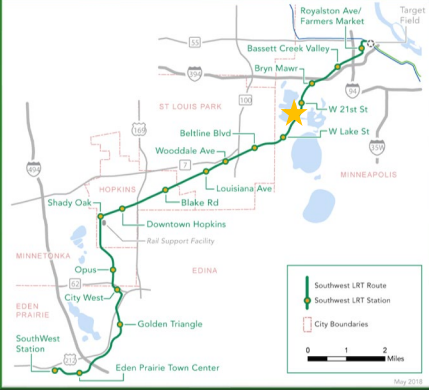 Royalston Ave/
Farmers Market
Target
Field
55
Bassett Creek Valley
394
Bryn Mawr
94
ST LOUIS PARK
100
W 21st St
169
Beltline Blvd
W Lake St
Wooddale Ave
7
35W
MINNEAPOLIS
494
HOPKINS
Louisiana Ave
Shady Oak
Blake Rd
Downtown Hopkins
Rail Support Facility
MINNETONKA
EDINA
Opus
62
City West
EDEN
PRAIRIE
Golden Triangle
SouthWest
Station
212
Eden Prairie Town Center
Southwest LRT Route
Southwest LRT Station
City Boundaries
0 1 2
Miles
May 2018